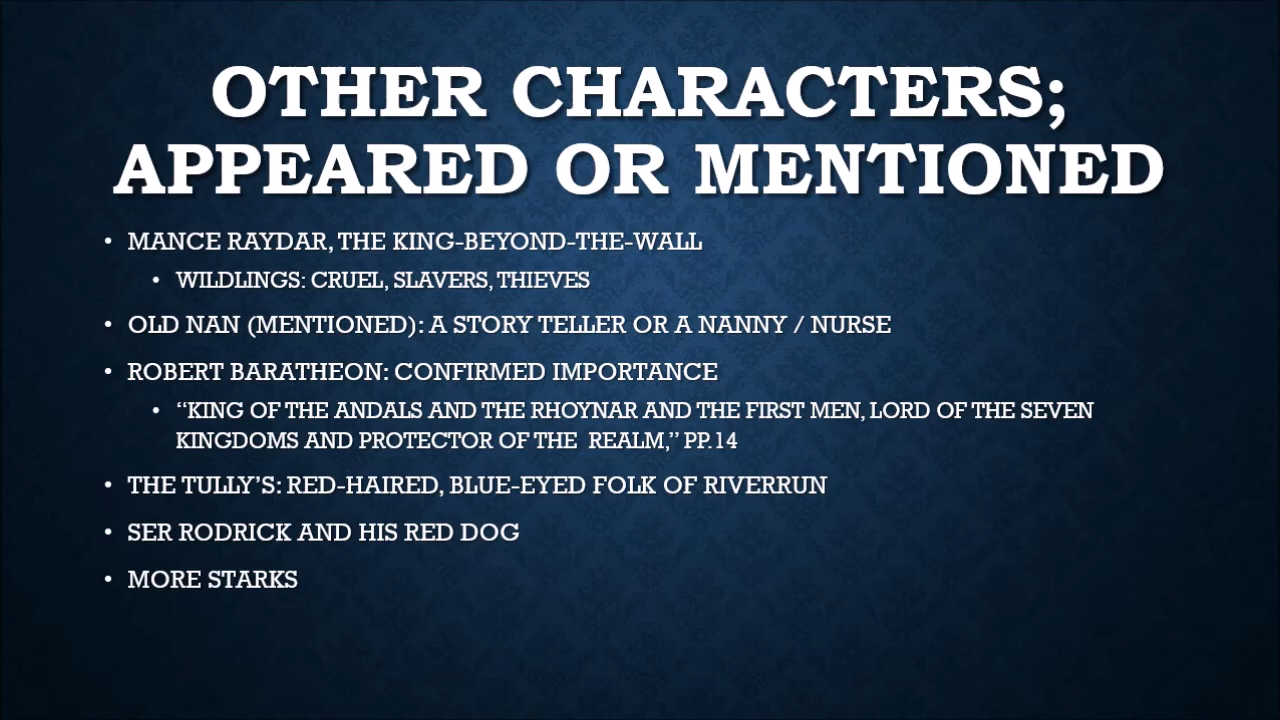 OTHER CHARACTERS;
APPEARED OR MENTIONED
• MANCE RAYDAR, THE KING-BEYOND-THE-WALL
• WILDLINGS: CRUEL, SLAVERS, THIEVES
• OLD NAN (MENTIONED): A STORY TELLER OR A NANNY / NURSE
• ROBERT BARATHEON: CONFIRMED IMPORTANCE
• “KING OF THE ANDALS AND THE RHOYNAR AND THE FIRST MEN, LORD OF THE SEVEN
KINGDOMS AND PROTECTOR OF THE REALM,” PP.14
• THE TULLY’S: RED-HAIRED, BLUE-EYED FOLK OF RIVERRUN
• SER RODRICK AND HIS RED DOG
• MORE STARKS